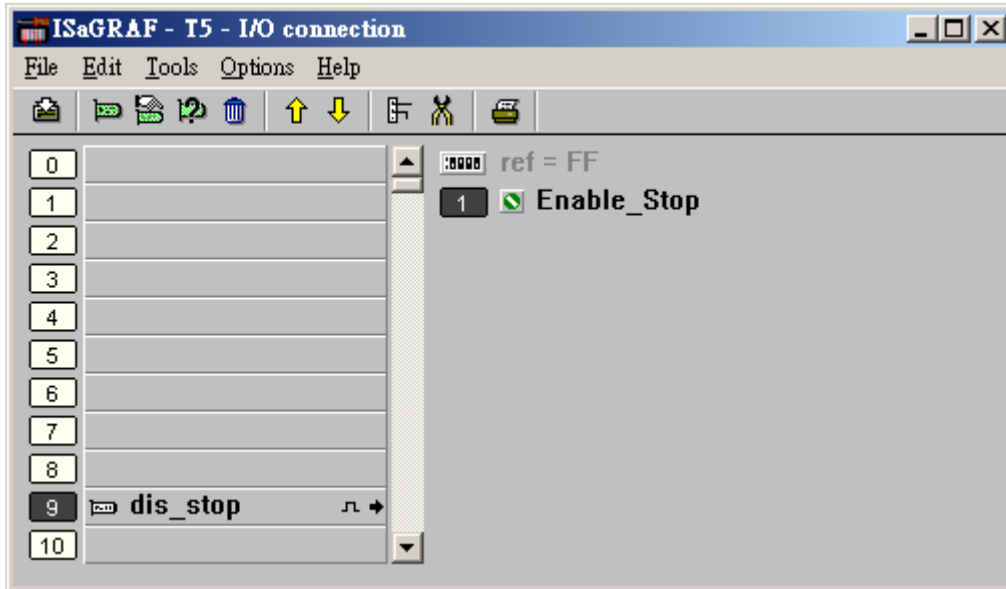 ISaGRAF - T5 - I/O connection
File Edit Tools Options Help
0
1
2
3
4
5
6
7
8
9 dis_stop
10
ref = FF
1 Enable_Stop